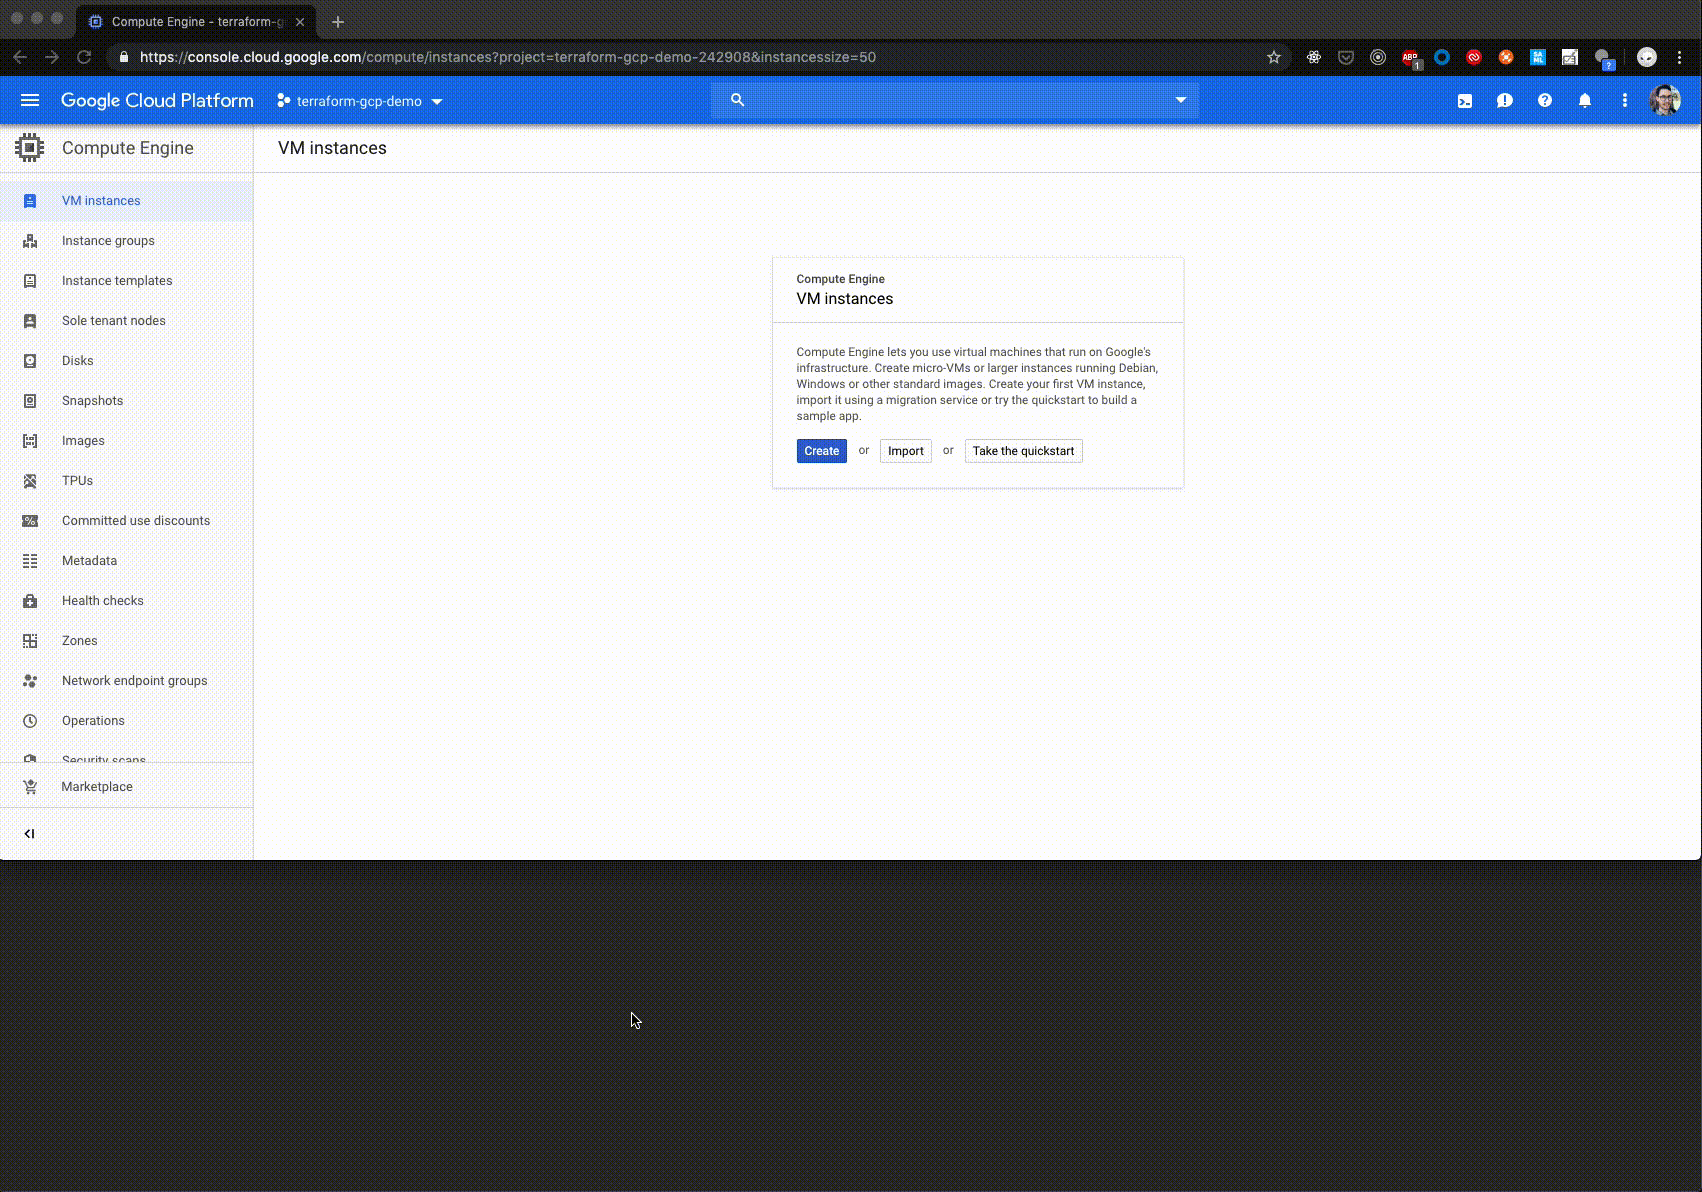 Compute Engine - terraform-g
https://console.cloud.google.com/compute/instances?project=terraform-gcp-demo-242908&instancessize=50
ABP
1
SA
ML
?
Google Cloud Platform
terraform-gcp-demo
Compute Engine
VM instances
VM instances
Instance groups
Instance templates
Sole tenant nodes
Disks
Snapshots
Images
TPUs
Committed use discounts
Metadata
Health checks
Zones
Network endpoint groups
Operations
Security scans
Marketplace
Compute Engine
VM instances
Compute Engine lets you use virtual machines that run on Google's
infrastructure. Create micro-VMs or larger instances running Debian,
Windows or other standard images. Create your first VM instance,
import it using a migration service or try the quickstart to build a
sample app.
Create or Import or Take the quickstart